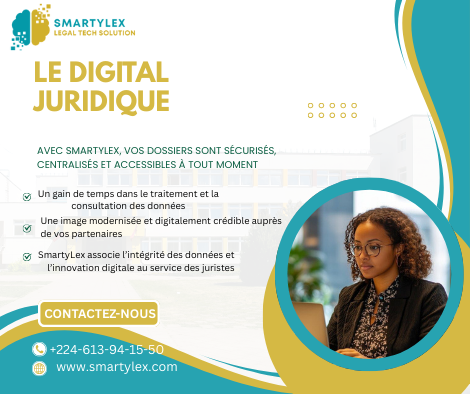 SMARTYLEX
LEGAL TECH SOLUTION
LE DIGITAL
JURIDIQUE
AVEC SMARTYLEX, VOS DOSSIERS SONT SÉCURISÉS,
CENTRALISÉS ET ACCESSIBLES À TOUT MOMENT
Un gain de temps dans le traitement et la
consultation des données
Une image modernisée et digitalement crédible auprès
de vos partenaires
SmartyLex associe l'intégrité des données et
l'innovation digitale au service des juristes
CONTACTEZ-NOUS
+224-613-94-15-50
www.smartylex.com